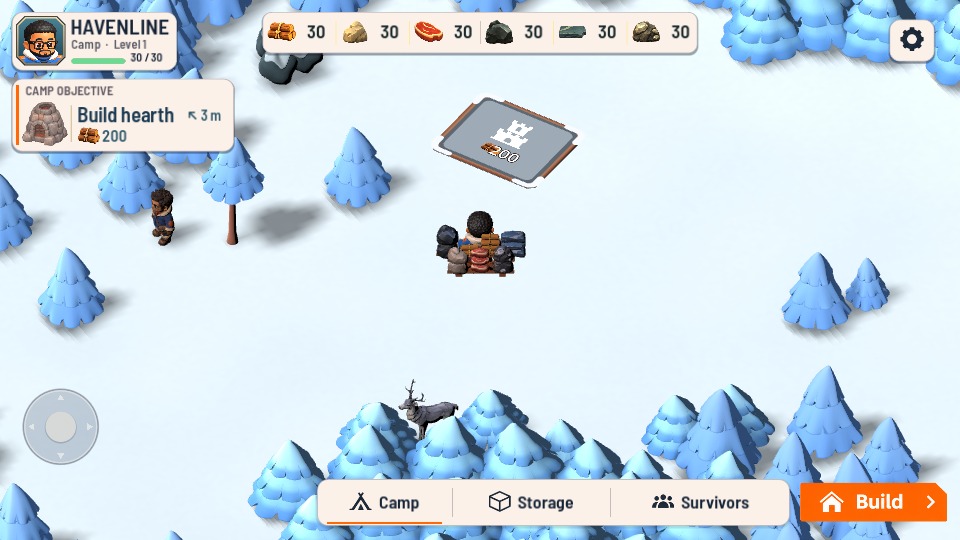 HAVENLINE
Camp · Level 1
30 / 30
30 30 30 30 30 30
CAMP OBJECTIVE
Build hearth
3 m
200
200
Camp
Storage
Survivors
Build